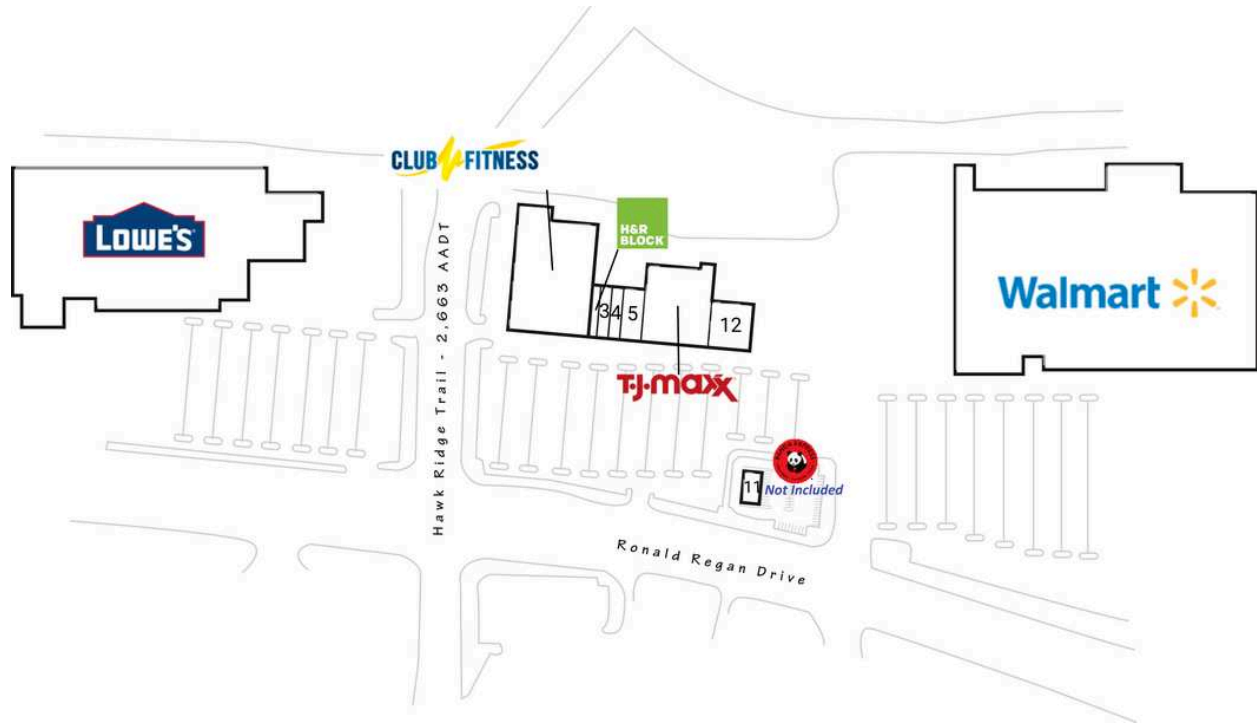 CLUB FITNESS
H&R
BLOCK
LOWE'S
Walmart
3 4 5
12
T.J.maxx
Hawk Ridge Trail - 2,663 AADT
11
Not Included
Ronald Regan Drive